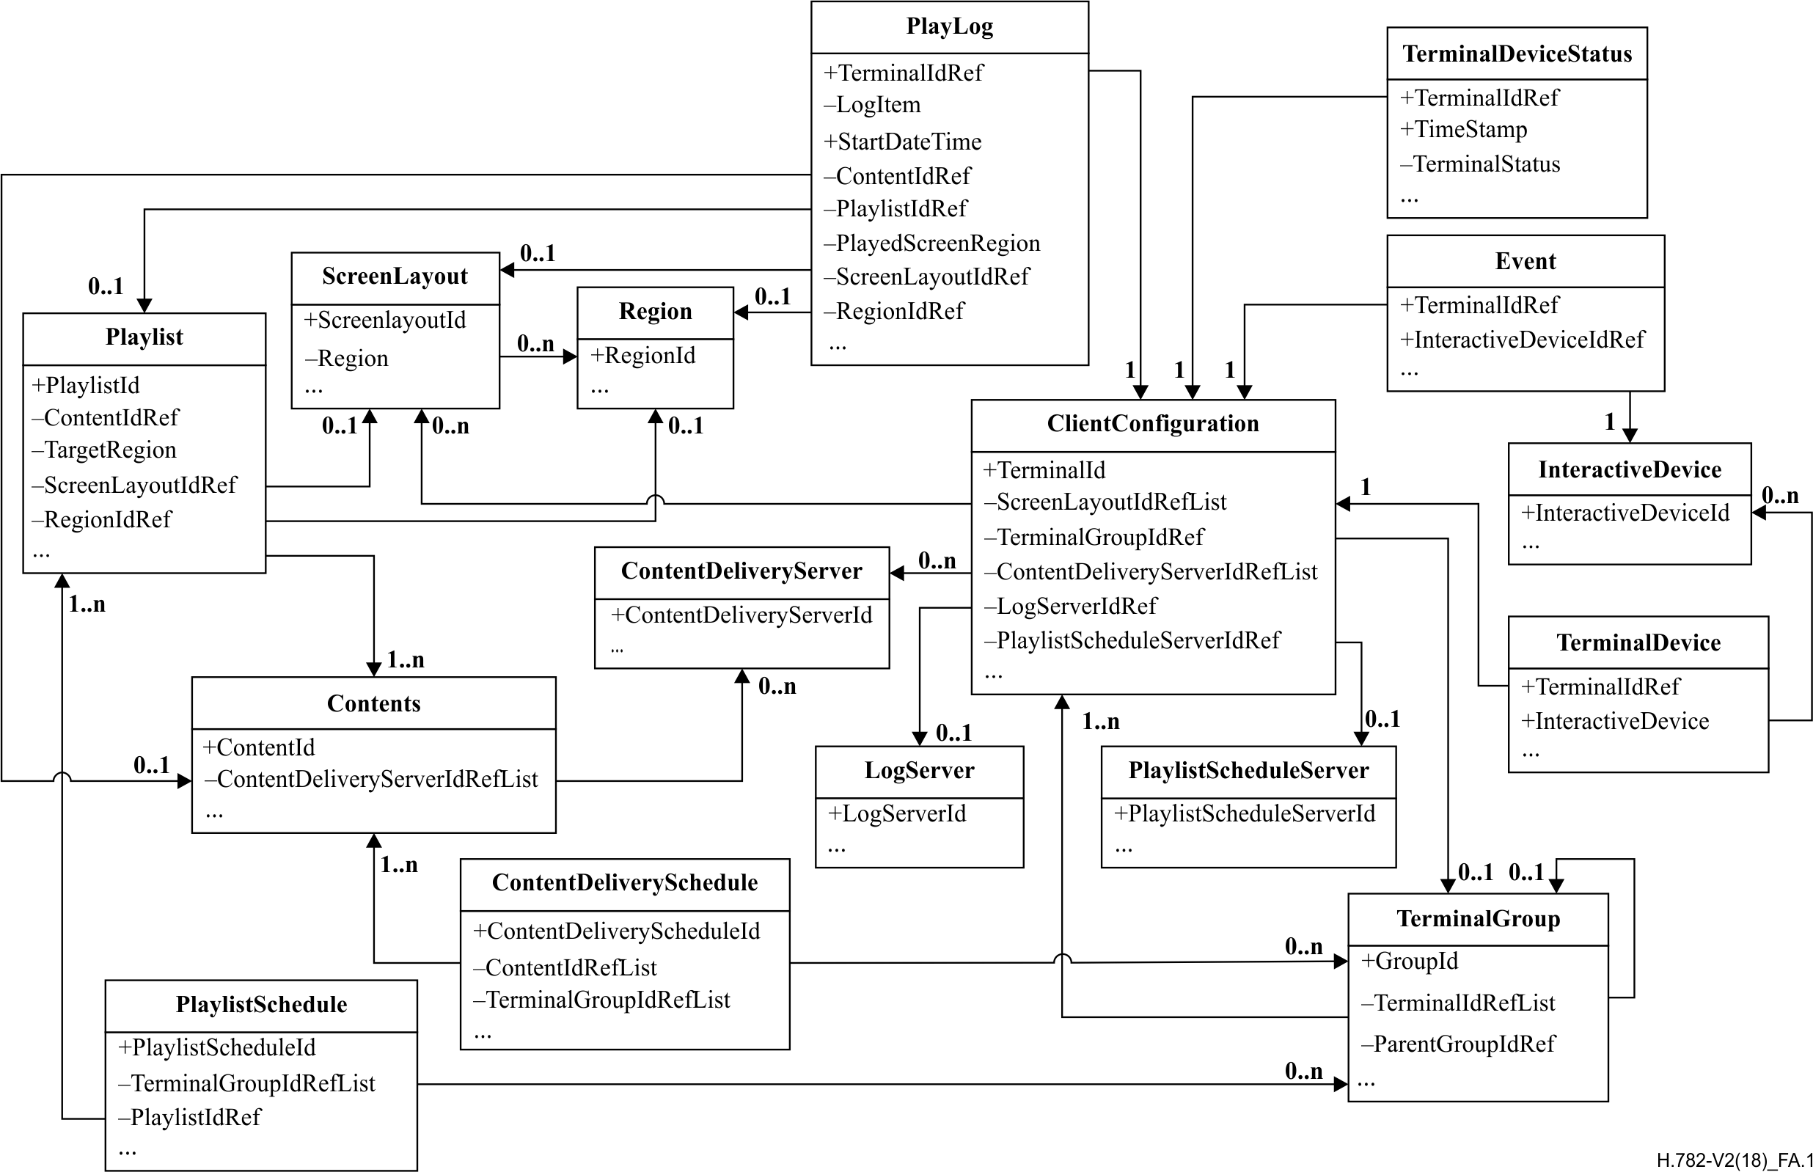 PlayLog
+TerminalIdRef
–LogItem
+StartDateTime
–ContentIdRef
–PlaylistIdRef
–PlayedScreenRegion
–ScreenLayoutIdRef
–RegionIdRef
...
TerminalDeviceStatus
+TerminalIdRef
+TimeStamp
–TerminalStatus
...
Event
+TerminalIdRef
+InteractiveDeviceIdRef
...
0..1
0..1
0..1
ScreenLayout
+ScreenlayoutId
–Region
...
0..n
Region
+RegionId
...
Playlist
+PlaylistId
–ContentIdRef
–TargetRegion
–ScreenLayoutIdRef
–RegionIdRef
...
0..1
0..n
0..1
1
1
1
1
ClientConfiguration
+TerminalId
–ScreenLayoutIdRefList
–TerminalGroupIdRef
–ContentDeliveryServerIdRefList
–LogServerIdRef
–PlaylistScheduleServerIdRef
...
InteractiveDevice
+InteractiveDeviceId
...
0..n
1
0..n
ContentDeliveryServer
+ContentDeliveryServerId
...
1..n
1..n
0..n
TerminalDevice
+TerminalIdRef
+InteractiveDevice
...
Contents
+ContentId
–ContentDeliveryServerIdRefList
...
0..1
0..1
1..n
0..1
LogServer
+LogServerId
...
PlaylistScheduleServer
+PlaylistScheduleServerId
...
1..n
ContentDeliverySchedule
+ContentDeliveryScheduleId
–ContentIdRefList
–TerminalGroupIdRefList
...
0..1
0..1
0..n
TerminalGroup
+GroupId
–TerminalIdRefList
–ParentGroupIdRef
...
PlaylistSchedule
+PlaylistScheduleId
–TerminalGroupIdRefList
–PlaylistIdRef
...
0..n
H.782-V2(18)_FA.1